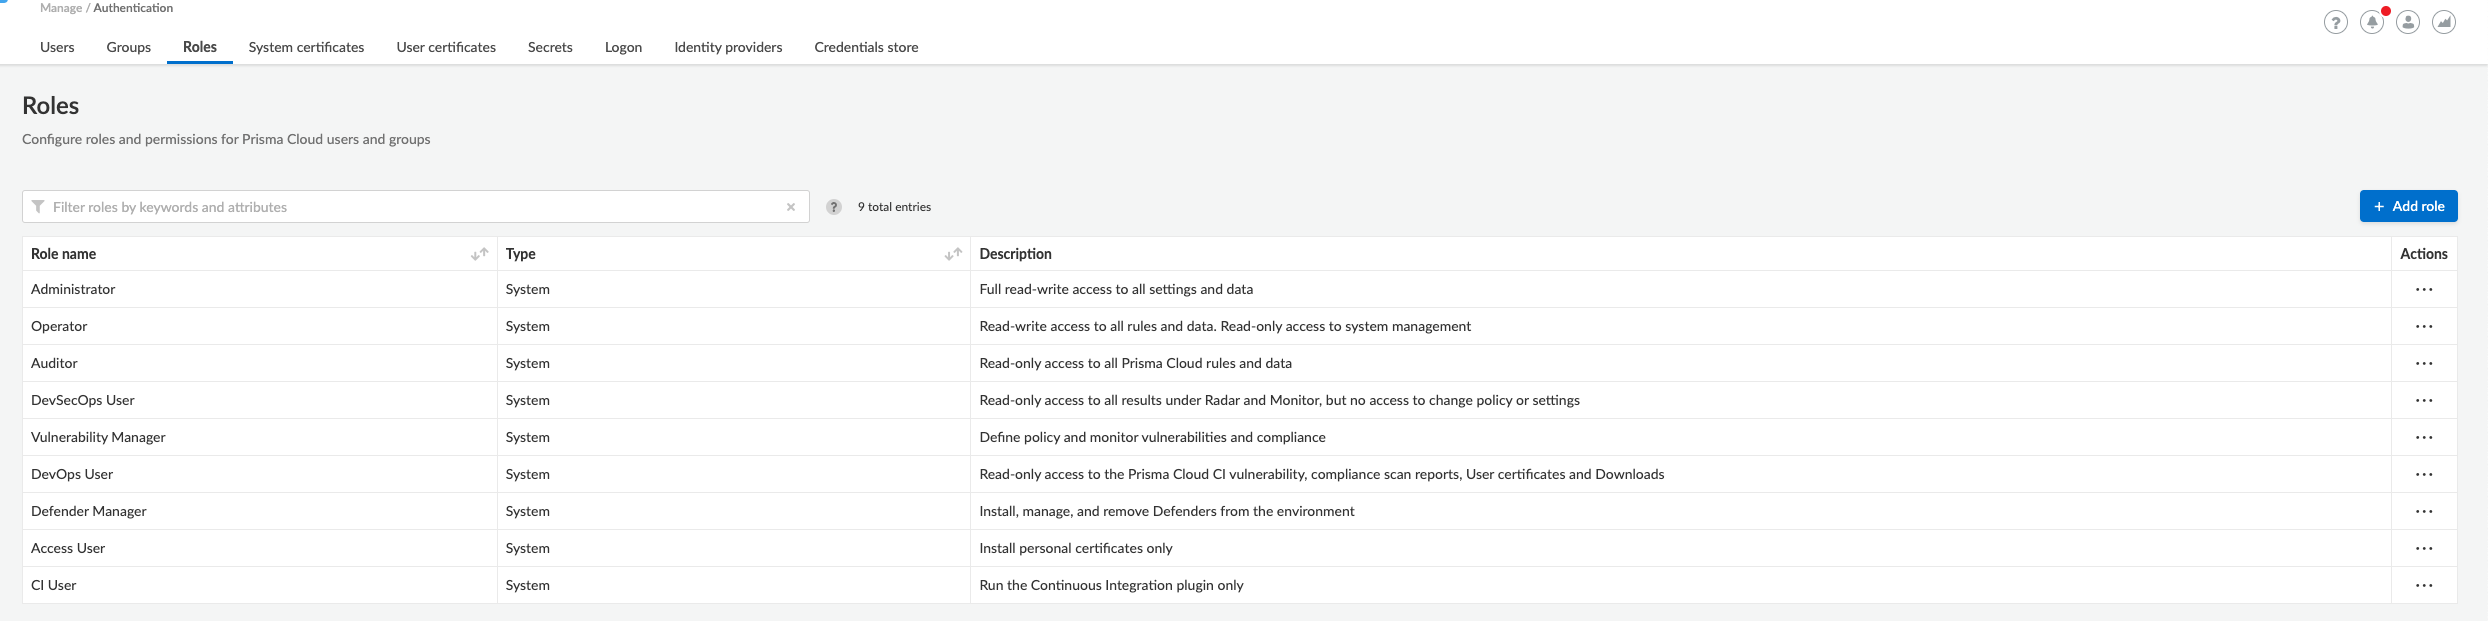 Manage / Authentication
Users Groups Roles System certificates User certificates Secrets Logon Identity providers Credentials store
Roles
Configure roles and permissions for Prisma Cloud users and groups
Filter roles by keywords and attributes × ? 9 total entries + Add role
Role name Type Description Actions
Administrator System Full read-write access to all settings and data ...
Operator System Read-write access to all rules and data. Read-only access to system management ...
Auditor System Read-only access to all Prisma Cloud rules and data ...
DevSecOps User System Read-only access to all results under Radar and Monitor, but no access to change policy or settings ...
Vulnerability Manager System Define policy and monitor vulnerabilities and compliance ...
DevOps User System Read-only access to the Prisma Cloud CI vulnerability, compliance scan reports, User certificates and Downloads ...
Defender Manager System Install, manage, and remove Defenders from the environment ...
Access User System Install personal certificates only ...
CI User System Run the Continuous Integration plugin only ...